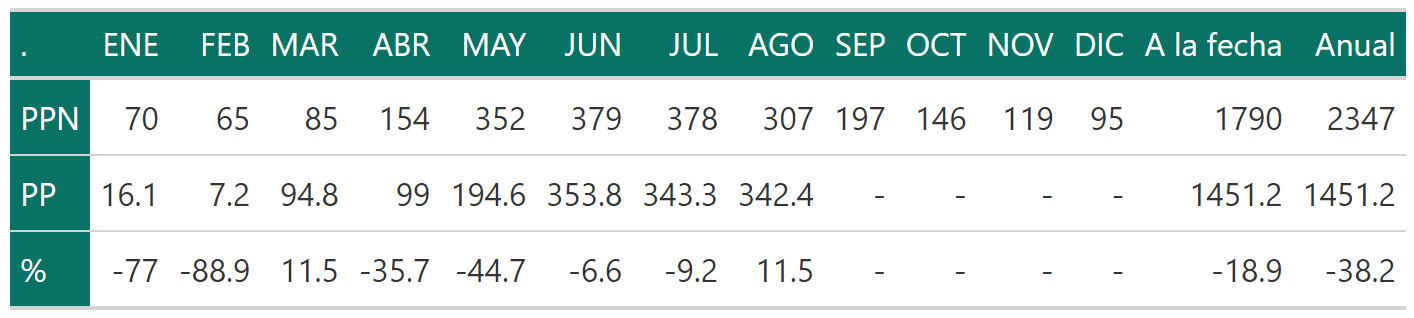 . ENE FEB MAR ABR MAY JUN JUL AGO SEP OCT NOV DIC A la fecha Anual
PPN 70 65 85 154 352 379 378 307 197 146 119 95 1790 2347
PP 16.1 7.2 94.8 99 194.6 353.8 343.3 342.4 - - - - 1451.2 1451.2
% -77 -88.9 11.5 -35.7 -44.7 -6.6 -9.2 11.5 - - - - -18.9 -38.2